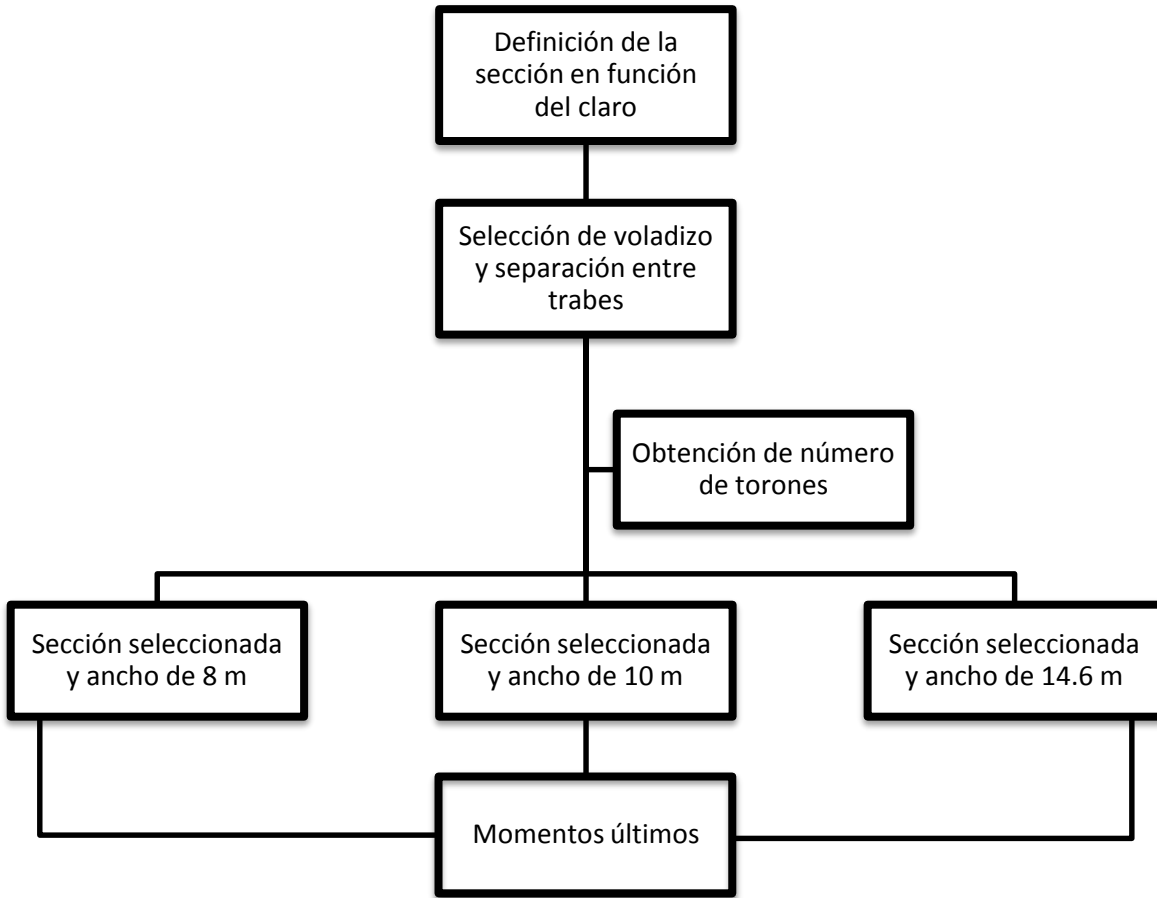 Definición de la
sección en función
del claro
Selección de voladizo
y separación entre
trabes
Obtención de número
de torones
Sección seleccionada
y ancho de 8 m
Sección seleccionada
y ancho de 10 m
Sección seleccionada
y ancho de 14.6 m
Momentos últimos